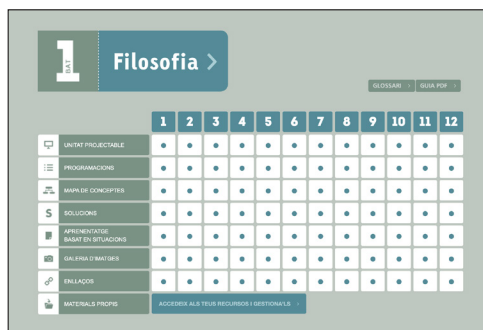 1
BAT
Filosofia >
GLOSSARI >
GUIA PDF >
1 2 3 4 5 6 7 8 9 10 11 12
UNITAT PROJECTABLE
PROGRAMACIONS
MAPA DE CONCEPTES
S SOLUCIONS
APRENENTATGE
BASAT EN SITUACIONS
GALERIA D'IMATGES
ENLLAÇOS
MATERIALS PROPIS
ACCEDEIX ALS TEUS RECURSOS I GESTIONA'LS >